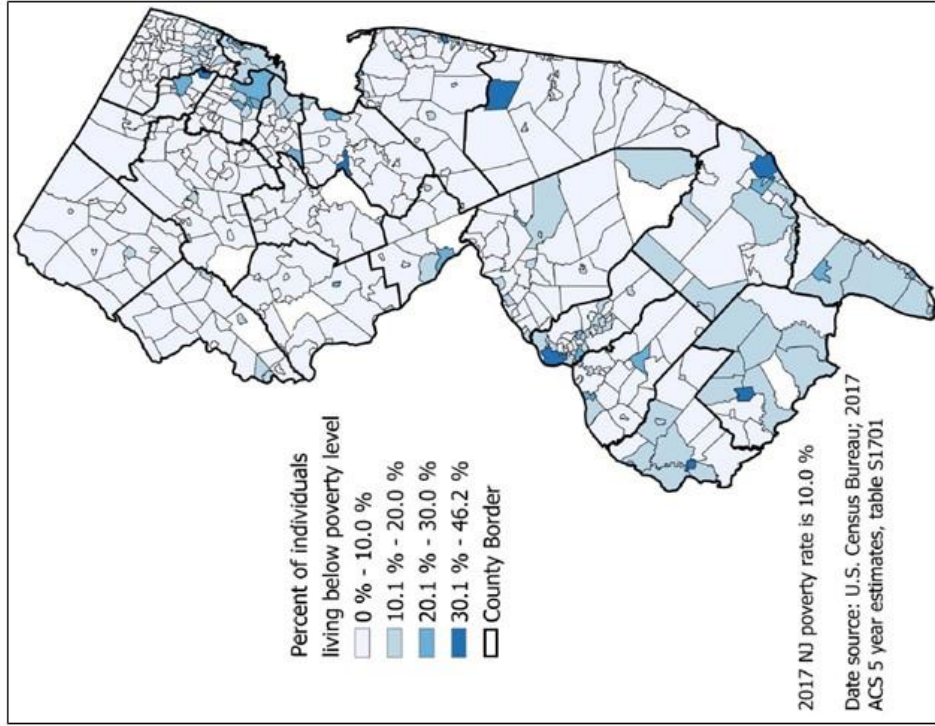 Percent of individuals
living below poverty level
0 % - 10.0 %
10.1 % - 20.0 %
20.1 % - 30.0 %
30.1 % - 46.2 %
County Border
2017 NJ poverty rate is 10.0 %
Date source: U.S. Census Bureau; 2017
ACS 5 year estimates, table S1701